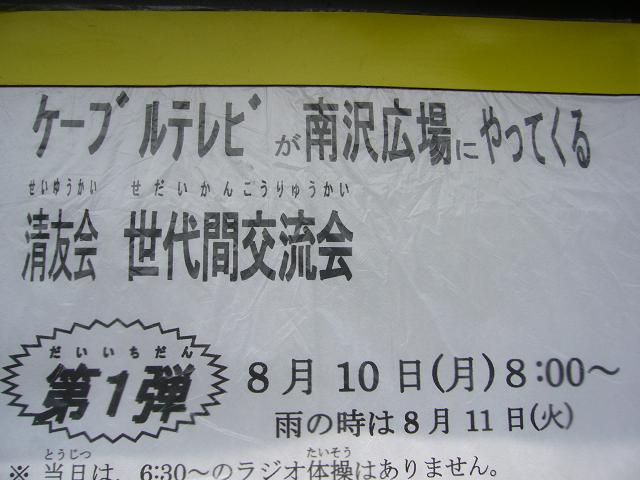 ケーブルテレビが南沢広場にやってくる
せいゆうかい せだいかんこうりゅうかい
清友会 世代間交流会
だいいちだん
第1弾
8月10日(月)8:00～
雨の時は8月11日(火)
とうじつ たいそう
※ 当日は、6:30～のラジオ体操はありません。